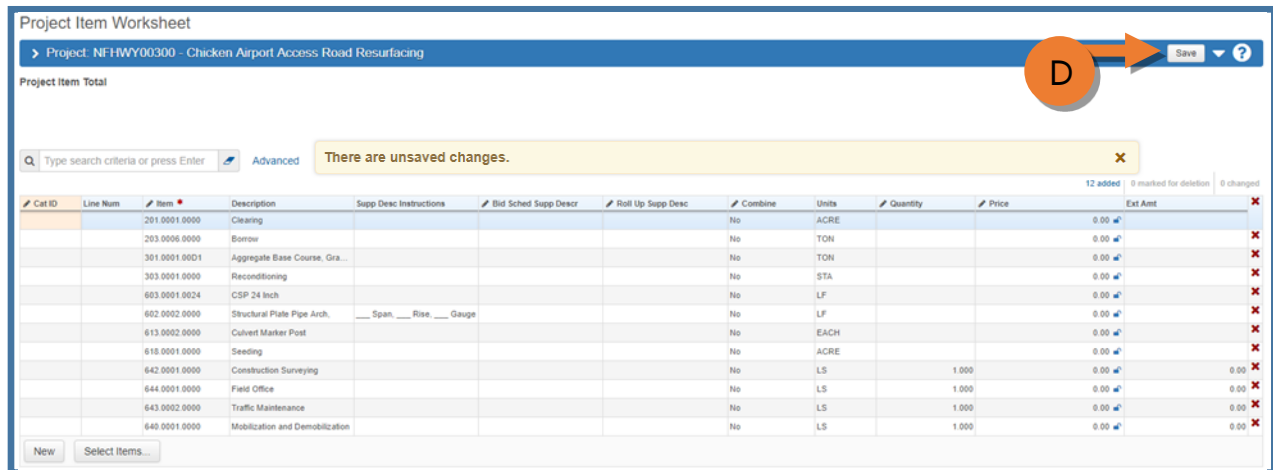 Project Item Worksheet
Project: NFHWY00300 - Chicken Airport Access Road Resurfacing
Save
?
D
Project Item Total
Type search criteria or press Enter
Advanced
There are unsaved changes.
12 added 0 marked for deletion 0 changed
Cat ID Line Num Item Description Supp Desc Instructions Bid Sched Supp Descr Roll Up Supp Desc Combine Units Quantity Price Ext Amt
201.0001.0000 Clearing No ACRE 0.00
203.0006.0000 Borrow No TON 0.00
301.0001.00D1 Aggregate Base Course, Gra... No TON 0.00
303.0001.0000 Reconditioning No STA 0.00
603.0001.0024 CSP 24 Inch No LF 0.00
602.0002.0000 Structural Plate Pipe Arch, ___ Span, ___ Rise, ___ Gauge No LF 0.00
613.0002.0000 Culvert Marker Post No EACH 0.00
618.0001.0000 Seeding No ACRE 0.00
642.0001.0000 Construction Surveying No LS 1.000 0.00 0.00
644.0001.0000 Field Office No LS 1.000 0.00 0.00
643.0002.0000 Traffic Maintenance No LS 1.000 0.00 0.00
640.0001.0000 Mobilization and Demobilization No LS 1.000 0.00 0.00
New Select Items...